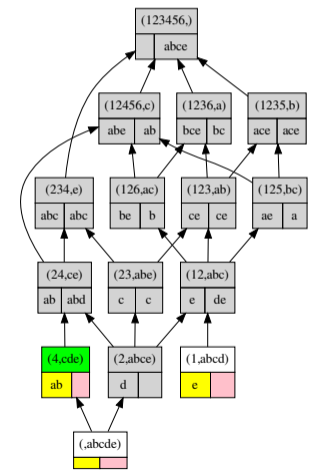 (123456,)
abce
(12456,c) (1236,a) (1235,b)
abe ab bce bc ace ace
(234,e) (126,ac) (123,ab) (125,bc)
abc abc be b ce ce ae a
(24,ce) (23,abe) (12,abc)
ab abd c c e de
(4,cde) (2,abce) (1,abcd)
ab d e
(,abcde)